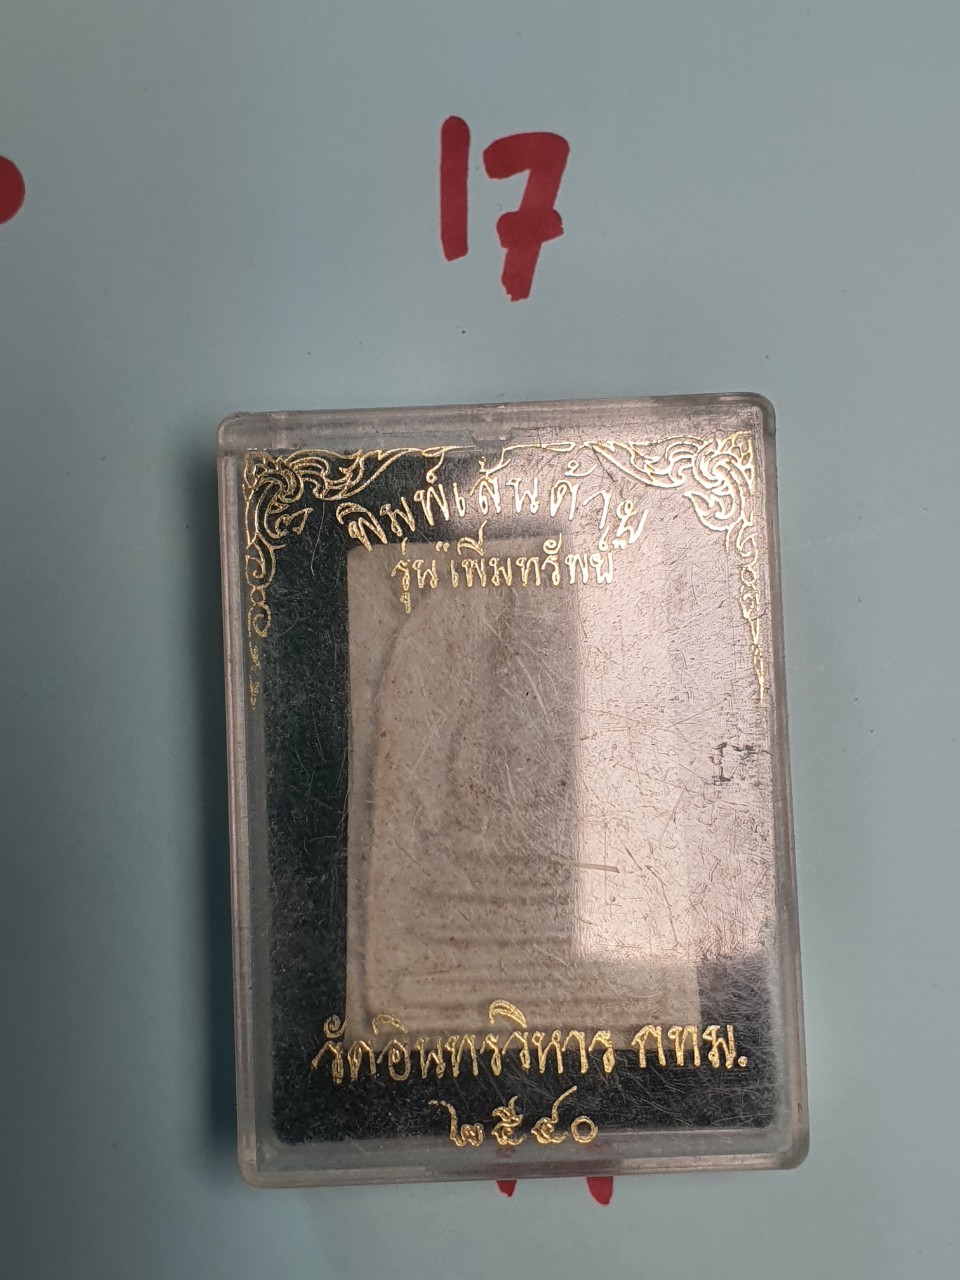 17
พิมพ์เส้นด้าย
รุ่น "เพิ่มทรัพย์"
วัดอินทรวิหาร กทม.
๒๕๔๐